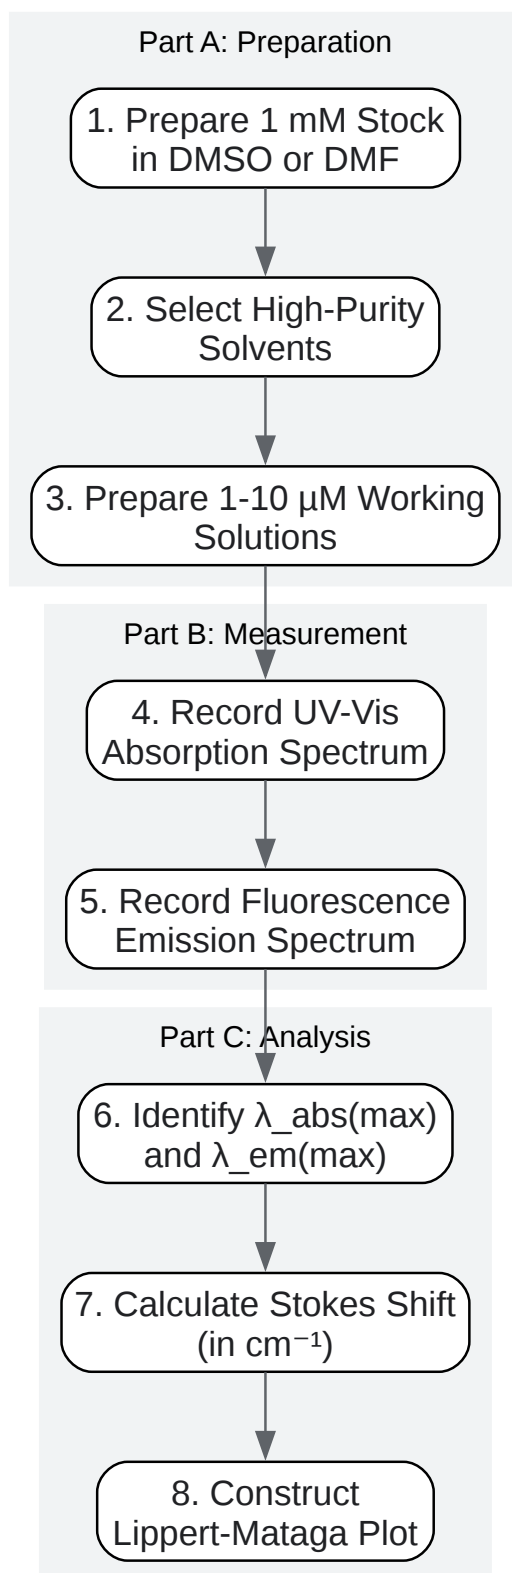 Part A: Preparation
1. Prepare 1 mM Stock
in DMSO or DMF
2. Select High-Purity
Solvents
3. Prepare 1-10 µM Working
Solutions
Part B: Measurement
4. Record UV-Vis
Absorption Spectrum
5. Record Fluorescence
Emission Spectrum
Part C: Analysis
6. Identify λ_abs(max)
and λ_em(max)
7. Calculate Stokes Shift
(in cm⁻¹)
8. Construct
Lippert-Mataga Plot